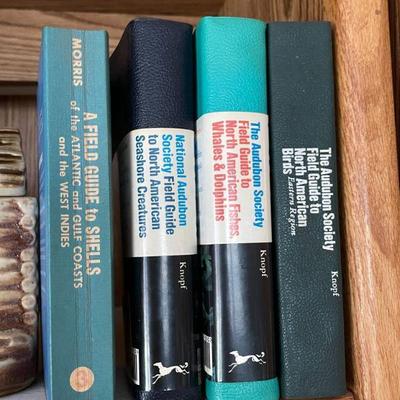 MORRIS
A FIELD GUIDE to SHELLS
of the ATLANTIC and GULF COASTS
and the WEST INDIES
National Audubon
Society Field Guide
to North American
Seashore Creatures
Knopf
The Audubon Society
Field Guide to
North American Fishes,
Whales & Dolphins
Knopf
The Audubon Society
Field Guide to
North American
Birds
Eastern Region
Knopf